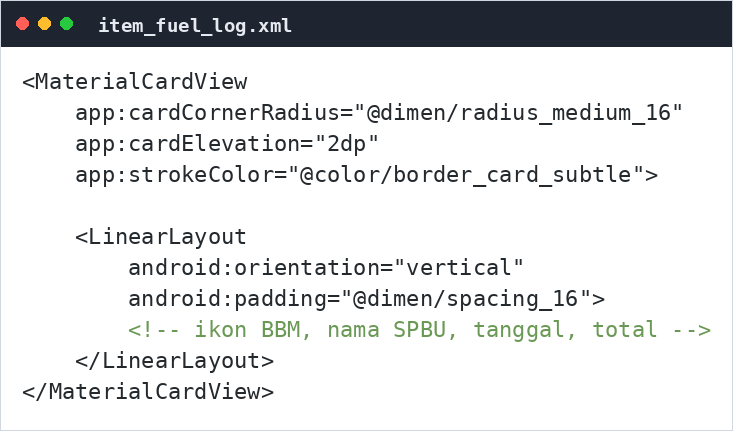 item_fuel_log.xml
<MaterialCardView
    app:cardCornerRadius="@dimen/radius_medium_16"
    app:cardElevation="2dp"
    app:strokeColor="@color/border_card_subtle">

    <LinearLayout
        android:orientation="vertical"
        android:padding="@dimen/spacing_16">
        <!-- ikon BBM, nama SPBU, tanggal, total -->
    </LinearLayout>
</MaterialCardView>